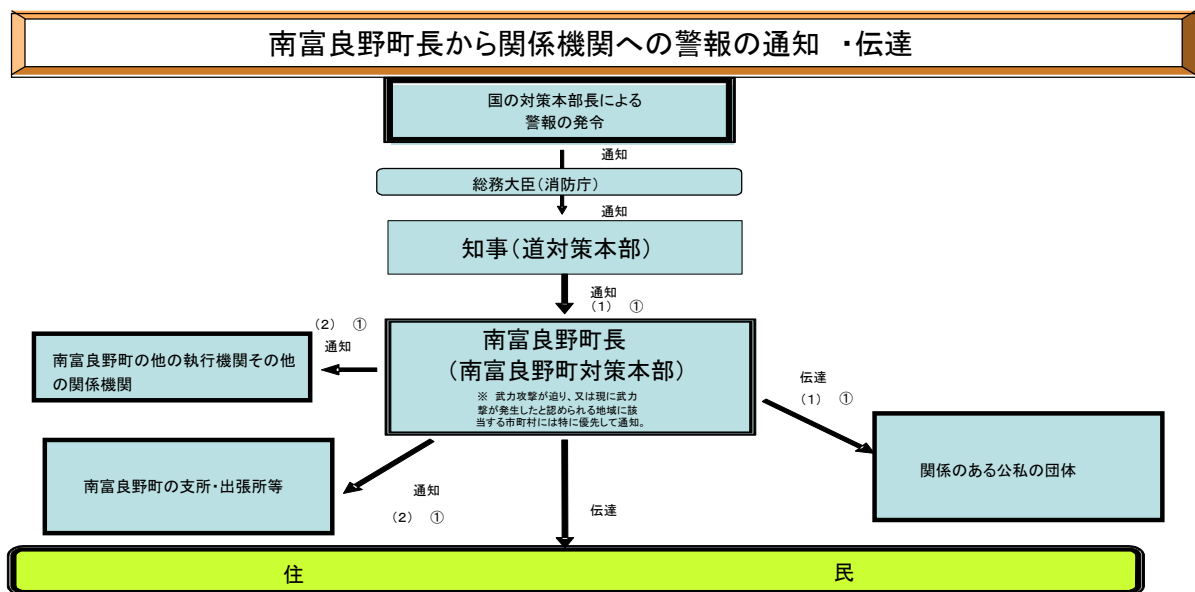 南富良野町長から関係機関への警報の通知 ・伝達
国の対策本部長による
警報の発令
通知
総務大臣(消防庁)
通知
知事(道対策本部)
通知
(1) ①
(2) ①
通知
南富良野町の他の執行機関その他
の関係機関
南富良野町長
(南富良野町対策本部)
※ 武力攻撃が迫り、又は現に武力
撃が発生したと認められる地域に該
当する市町村には特に優先して通知。
伝達
(1) ①
関係のある公私の団体
南富良野町の支所・出張所等
通知
(2) ①
伝達
住 民